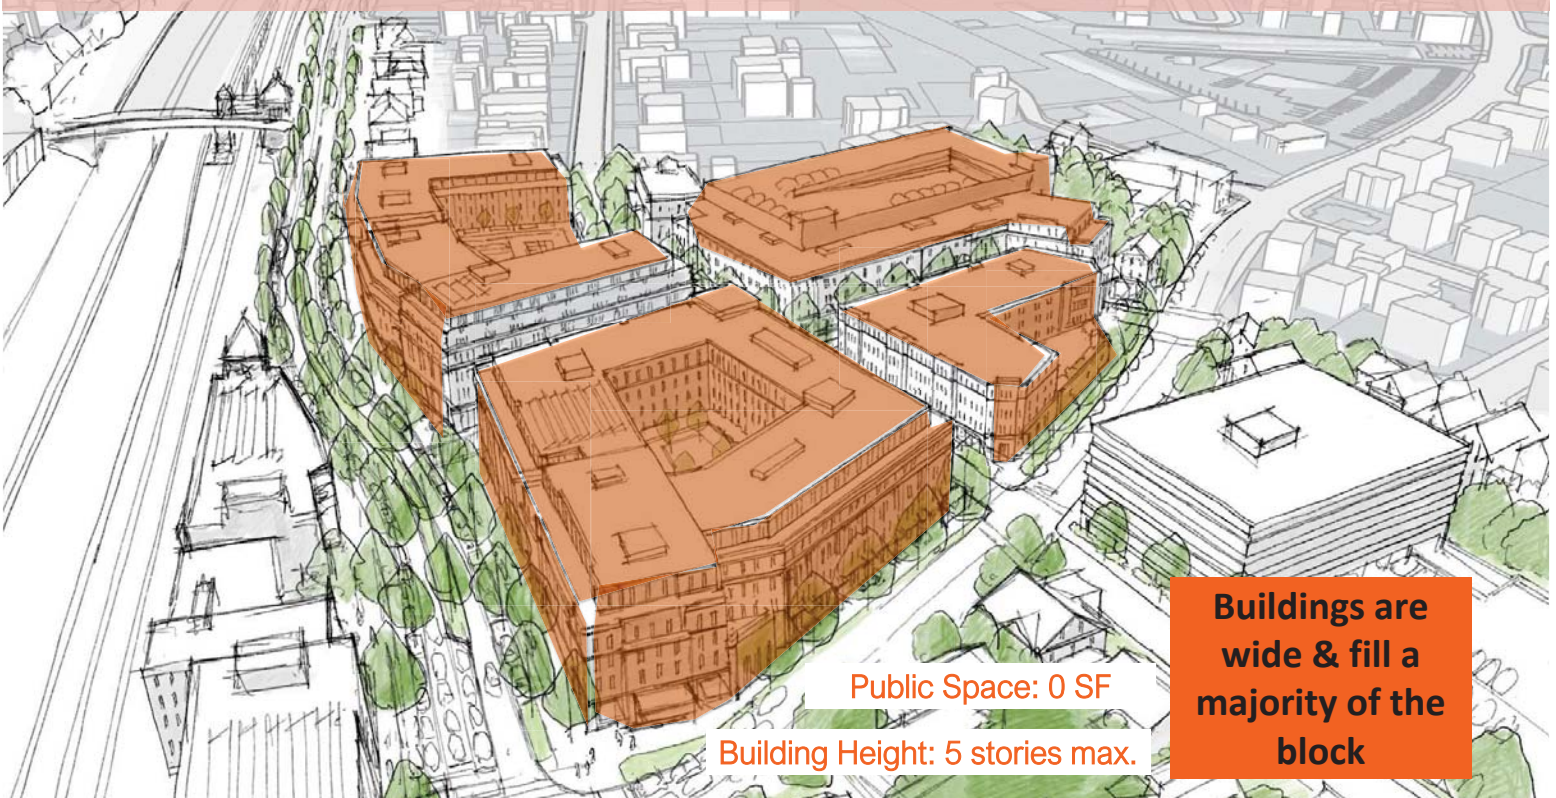 Public Space: 0 SF
Building Height: 5 stories max.
Buildings are
wide & fill a
majority of the
block